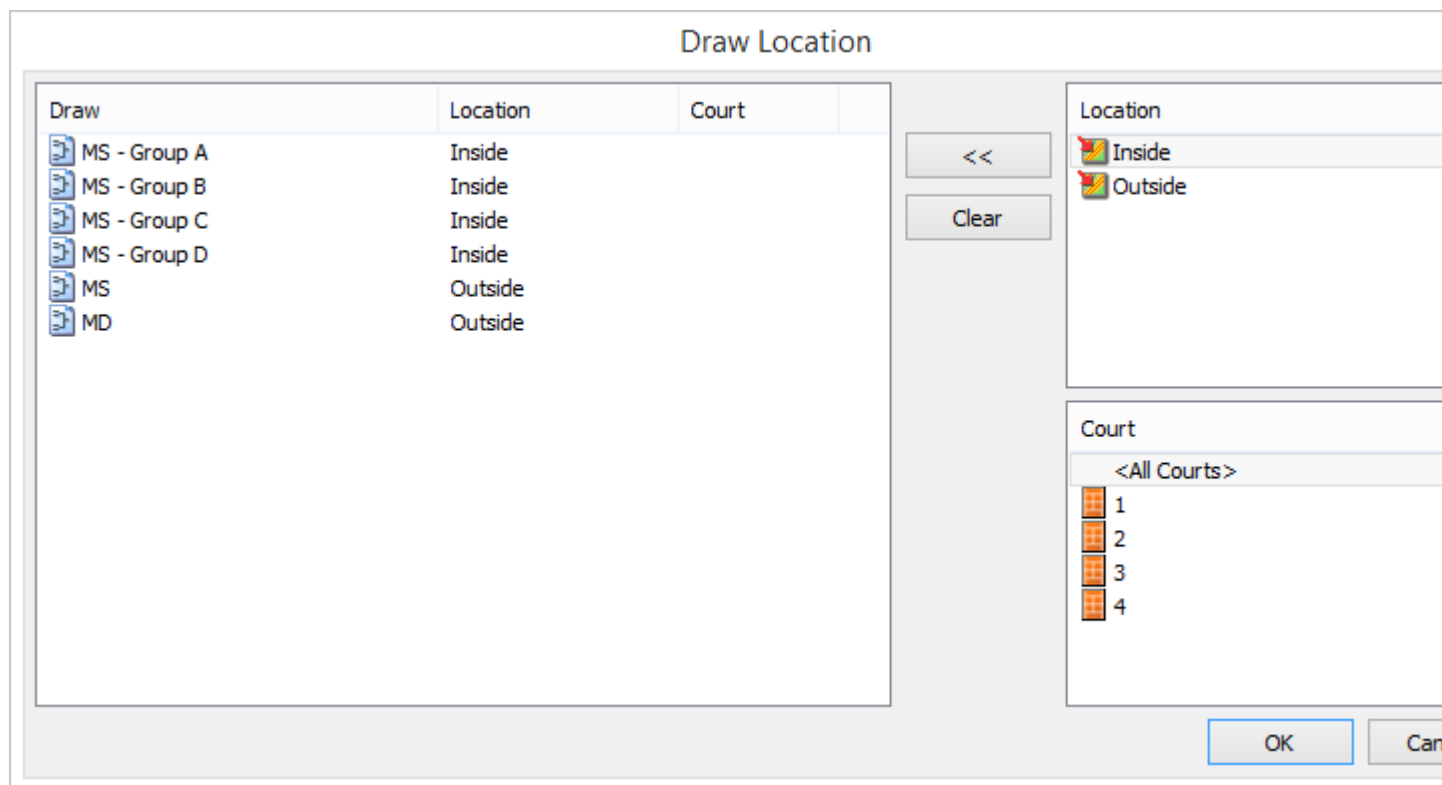 Draw Location
Draw Location Court
MS - Group A Inside
MS - Group B Inside
MS - Group C Inside
MS - Group D Inside
MS Outside
MD Outside
<<
Clear
Location
Inside
Outside
Court
<All Courts>
1
2
3
4
OK